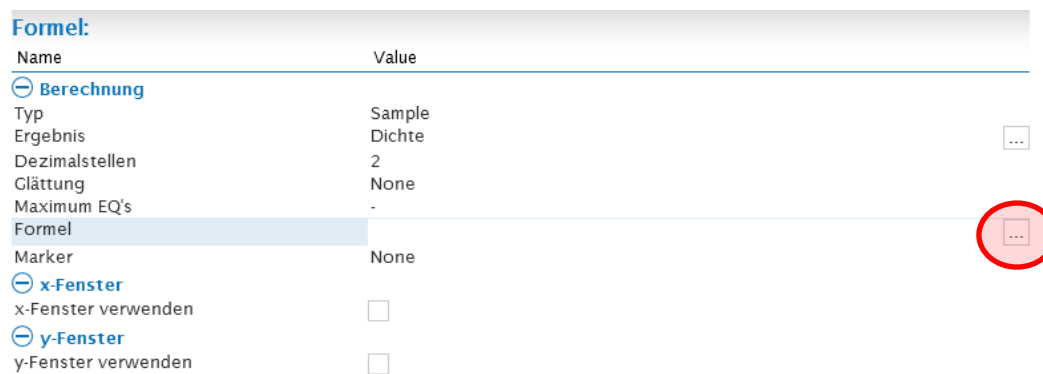 Formel:
Name Value
Berechnung
Typ Sample
Ergebnis Dichte ...
Dezimalstellen 2
Glättung None
Maximum EQ's -
Formel ...
Marker None
x-Fenster
x-Fenster verwenden
y-Fenster
y-Fenster verwenden